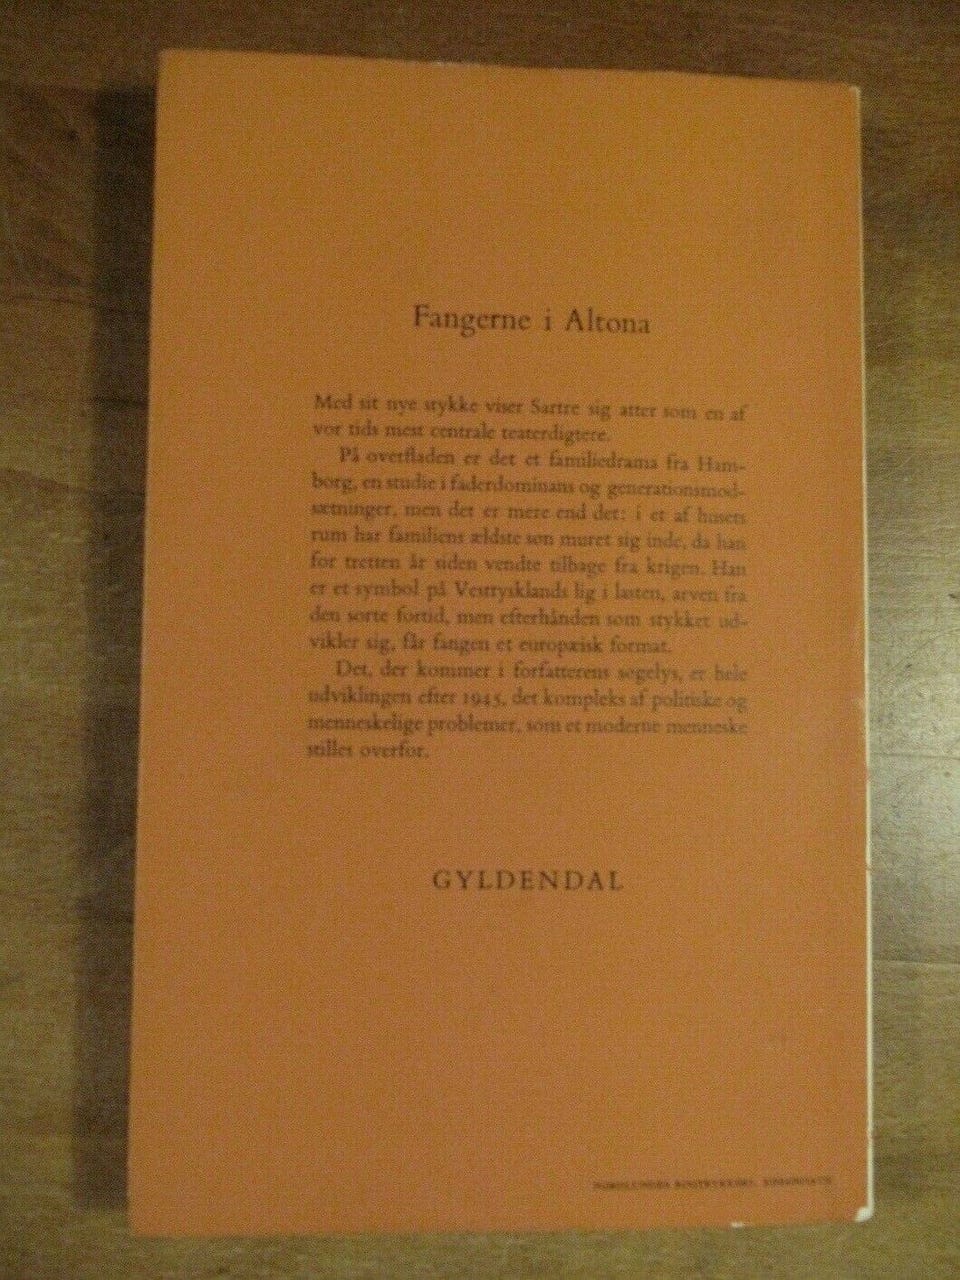 Fangerne i Altona
Med sit nye stykke viser Sartre sig atter som en af
vor tids mest centrale teaterdigtere.
På overfladen er det et familiedrama fra Ham-
borg, en studie i faderdominans og generationsmod-
sætninger, men det er mere end det: i et af husets
rum har familiens ældste søn muret sig inde, da han
for tretten år siden vendte tilbage fra krigen. Han
er et symbol på Vesttysklands lig i lasten, arven fra
den sorte fortid, men efterhånden som stykket ud-
vikler sig, får fangen et europæisk format.
Det, der kommer i forfatterens søgelys, er hele
udviklingen efter 1945, det kompleks af politiske og
menneskelige problemer, som et moderne menneske
stilles overfor.
GYLDENDAL
NORDLUNDES BOGTRYKKERI, KØBENHAVN